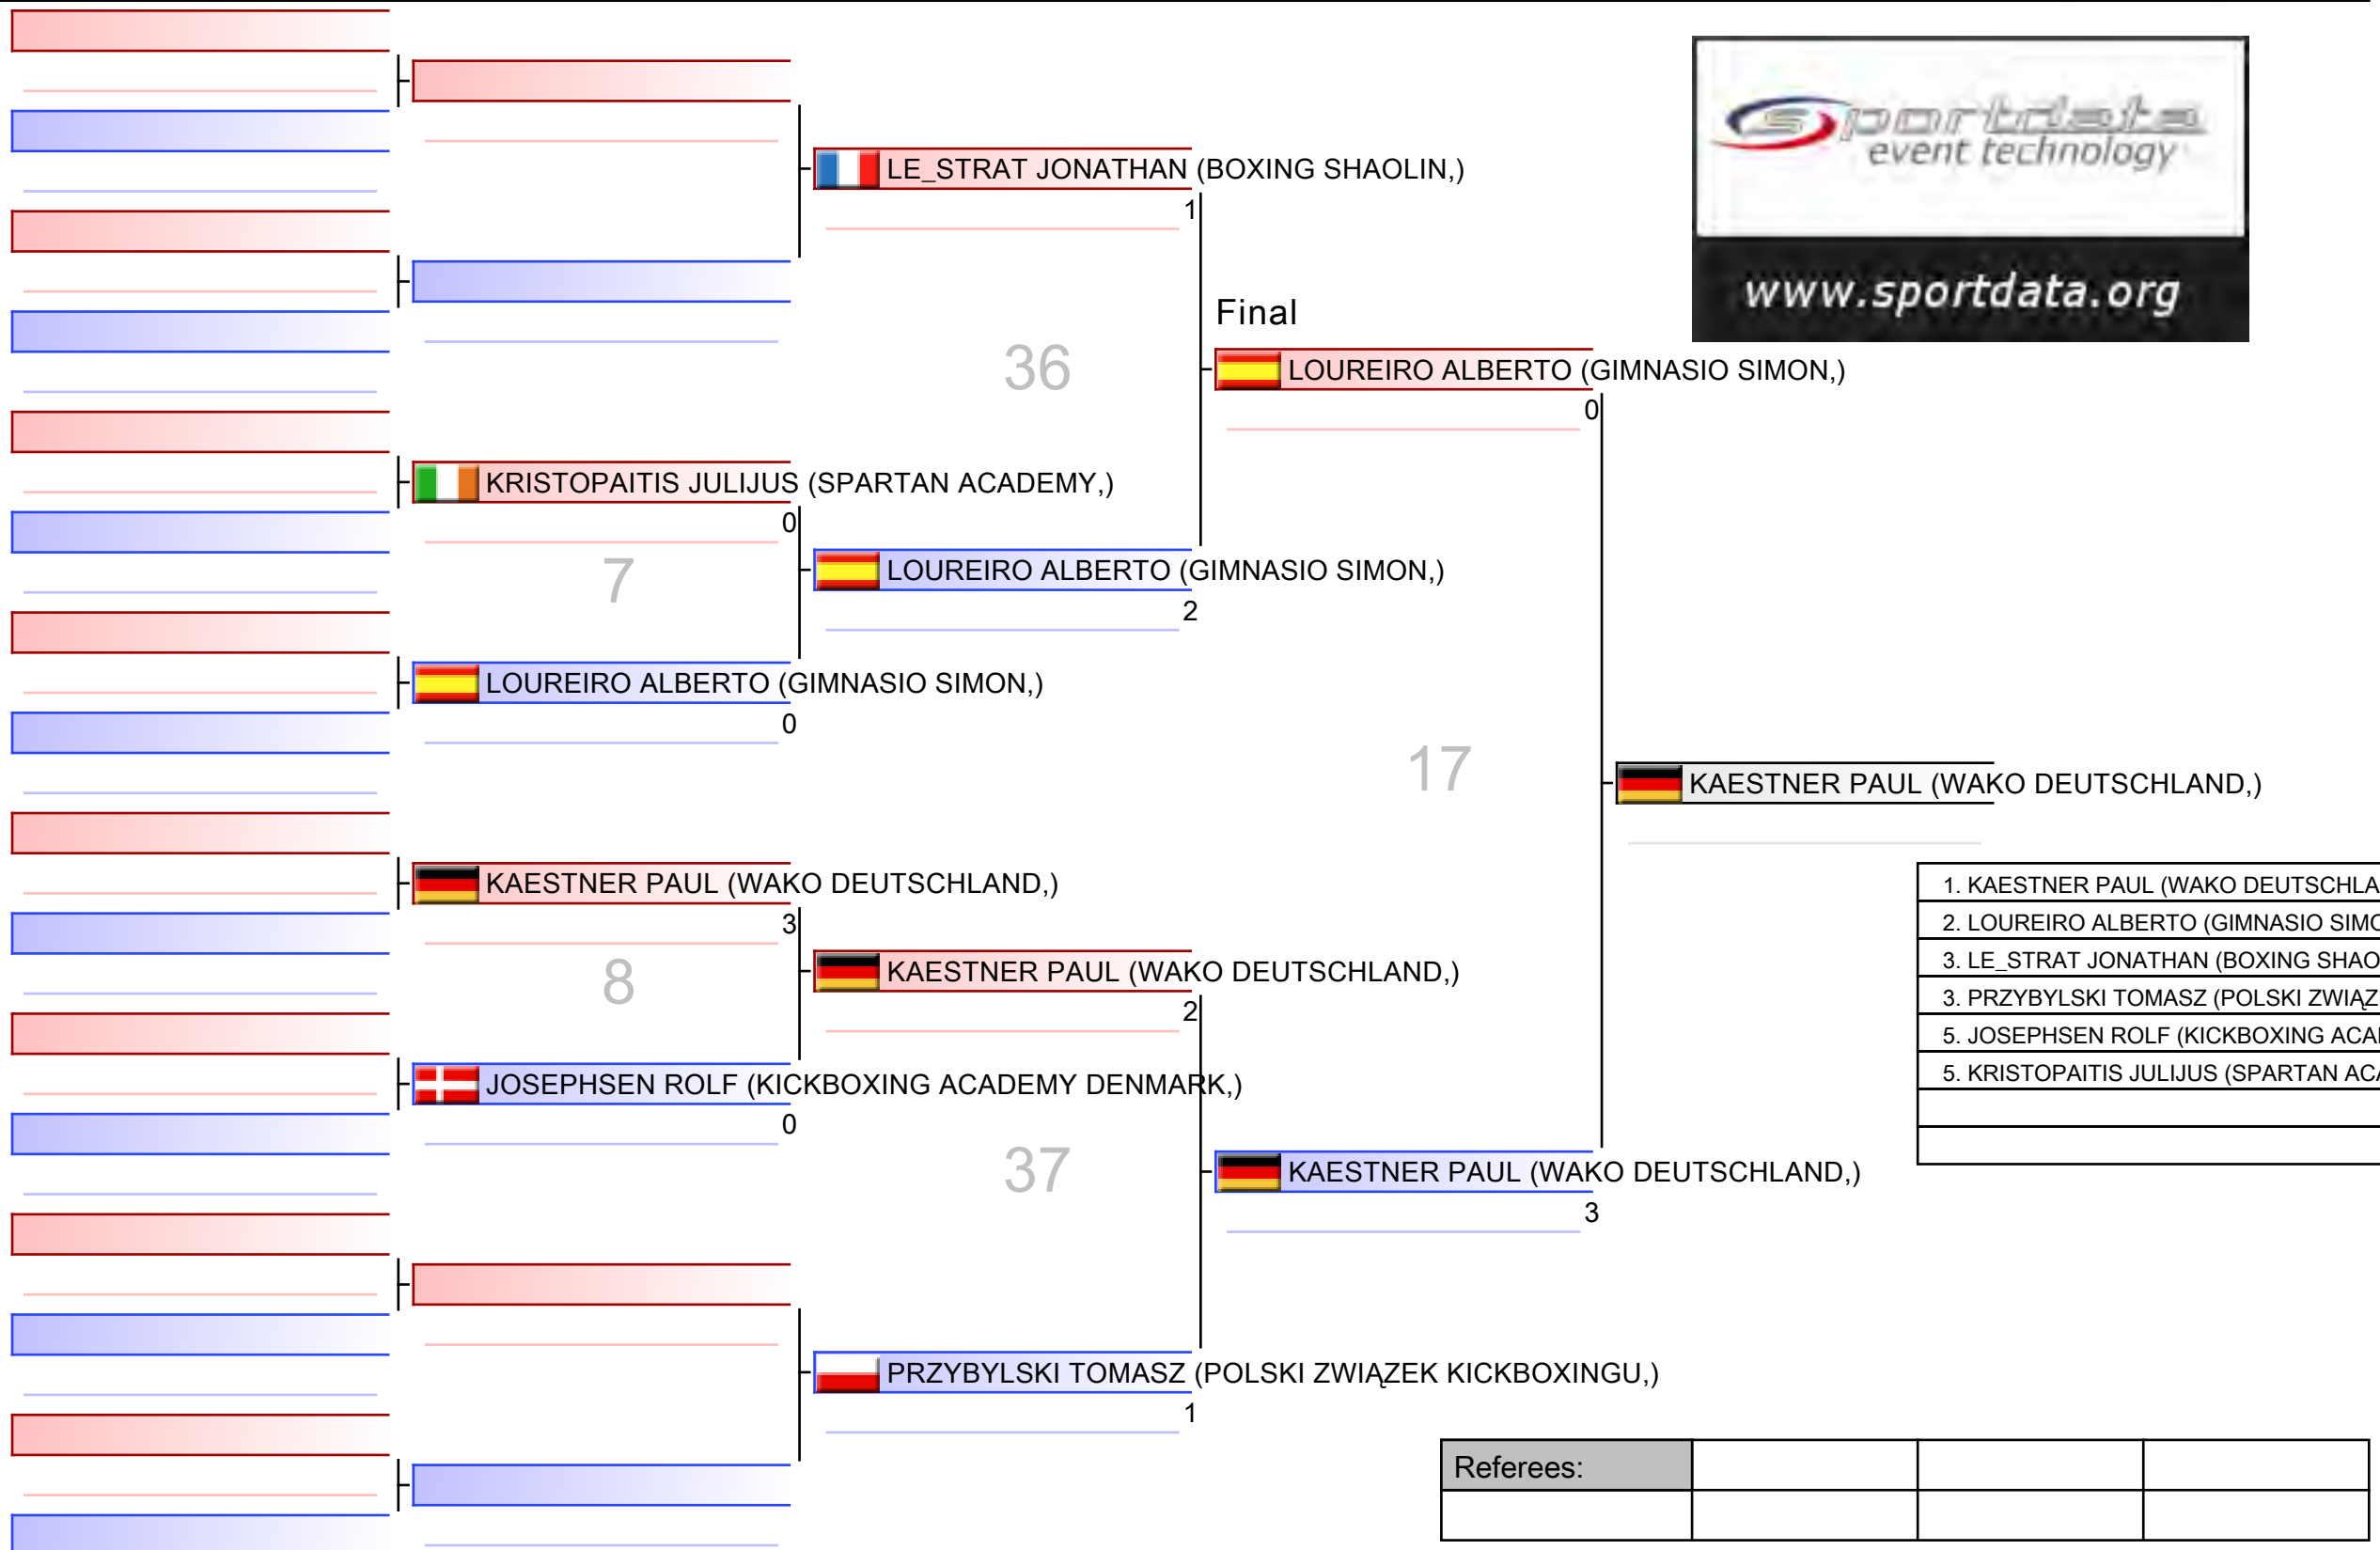 sportdata
event technology
www.sportdata.org
LE_STRAT JONATHAN (BOXING SHAOLIN,)
1
Final
36
LOUREIRO ALBERTO (GIMNASIO SIMON,)
0
KRISTOPAITIS JULIJUS (SPARTAN ACADEMY,)
0
7
LOUREIRO ALBERTO (GIMNASIO SIMON,)
2
LOUREIRO ALBERTO (GIMNASIO SIMON,)
0
17
KAESTNER PAUL (WAKO DEUTSCHLAND,)
KAESTNER PAUL (WAKO DEUTSCHLAND,)
3
8
KAESTNER PAUL (WAKO DEUTSCHLAND,)
2
JOSEPHSEN ROLF (KICKBOXING ACADEMY DENMARK,)
0
37
KAESTNER PAUL (WAKO DEUTSCHLAND,)
3
PRZYBYLSKI TOMASZ (POLSKI ZWIĄZEK KICKBOXINGU,)
1
1. KAESTNER PAUL (WAKO DEUTSCHLA
2. LOUREIRO ALBERTO (GIMNASIO SIMO
3. LE_STRAT JONATHAN (BOXING SHAO
3. PRZYBYLSKI TOMASZ (POLSKI ZWIĄZ
5. JOSEPHSEN ROLF (KICKBOXING ACA
5. KRISTOPAITIS JULIJUS (SPARTAN ACA
Referees: